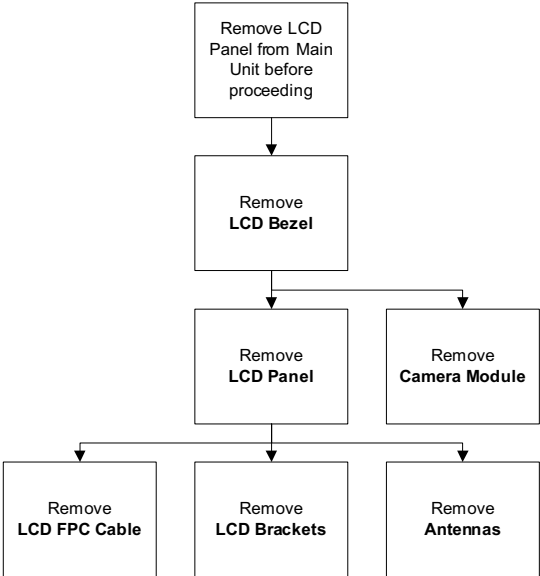 Remove LCD
Panel from Main
Unit before
proceeding
Remove
LCD Bezel
Remove
LCD Panel
Remove
Camera Module
Remove
LCD FPC Cable
Remove
LCD Brackets
Remove
Antennas